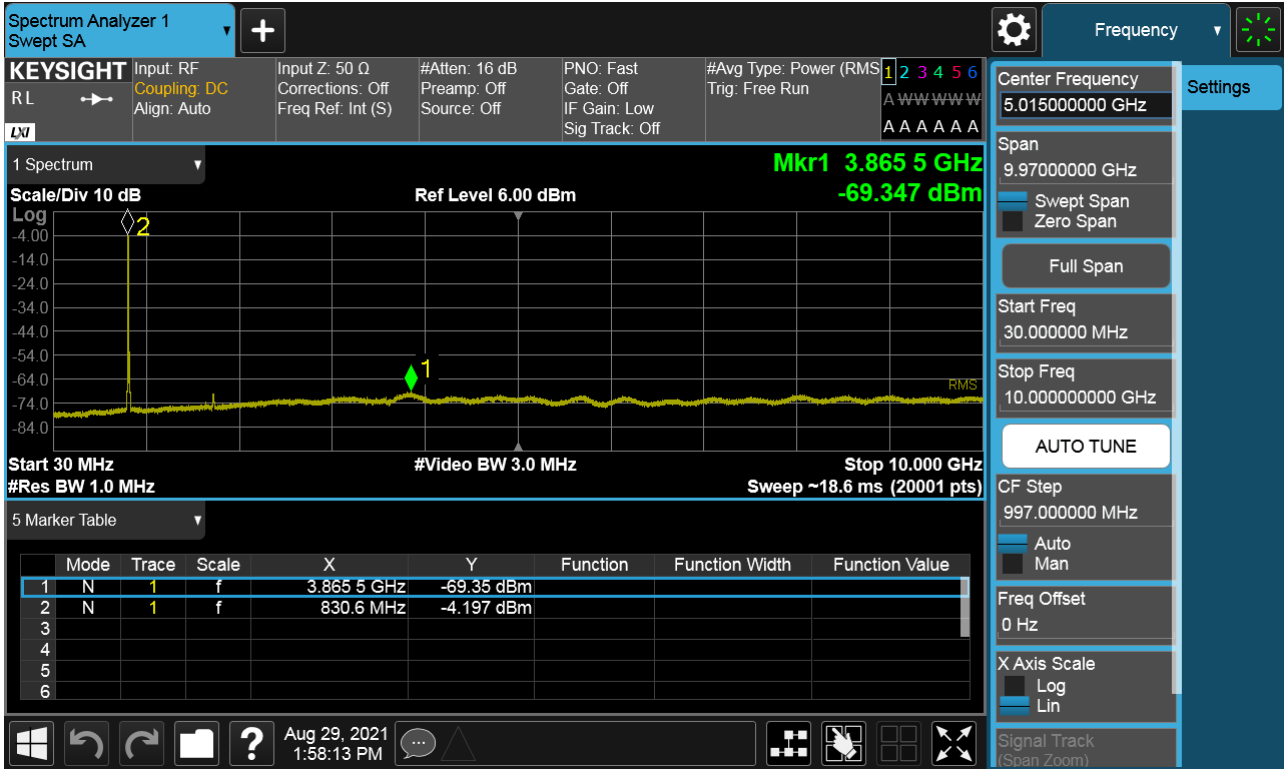 Spectrum Analyzer 1
Swept SA
Frequency
KEYSIGHT
R L
LXI
Input: RF
Coupling: DC
Align: Auto
Input Z: 50 Ω
Corrections: Off
Freq Ref: Int (S)
#Atten: 16 dB
Preamp: Off
Source: Off
PNO: Fast
Gate: Off
IF Gain: Low
Sig Track: Off
#Avg Type: Power (RMS
Trig: Free Run
1 2 3 4 5 6
A W W W W W
A A A A A A
1 Spectrum
Mkr1 3.865 5 GHz
-69.347 dBm
Scale/Div 10 dB
Ref Level 6.00 dBm
Log
-4.00
-14.0
-24.0
-34.0
-44.0
-54.0
-64.0
-74.0
-84.0
2
1
RMS
Start 30 MHz
#Video BW 3.0 MHz
Stop 10.000 GHz
#Res BW 1.0 MHz
Sweep ~18.6 ms (20001 pts)
5 Marker Table
Mode Trace Scale X Y Function Function Width Function Value
1 N 1 f 3.865 5 GHz -69.35 dBm
2 N 1 f 830.6 MHz -4.197 dBm
3
4
5
6
?
Aug 29, 2021
1:58:13 PM
Center Frequency
5.015000000 GHz
Settings
Span
9.97000000 GHz
Swept Span
Zero Span
Full Span
Start Freq
30.000000 MHz
Stop Freq
10.000000000 GHz
AUTO TUNE
CF Step
997.000000 MHz
Auto
Man
Freq Offset
0 Hz
X Axis Scale
Log
Lin
Signal Track
(Span Zoom)